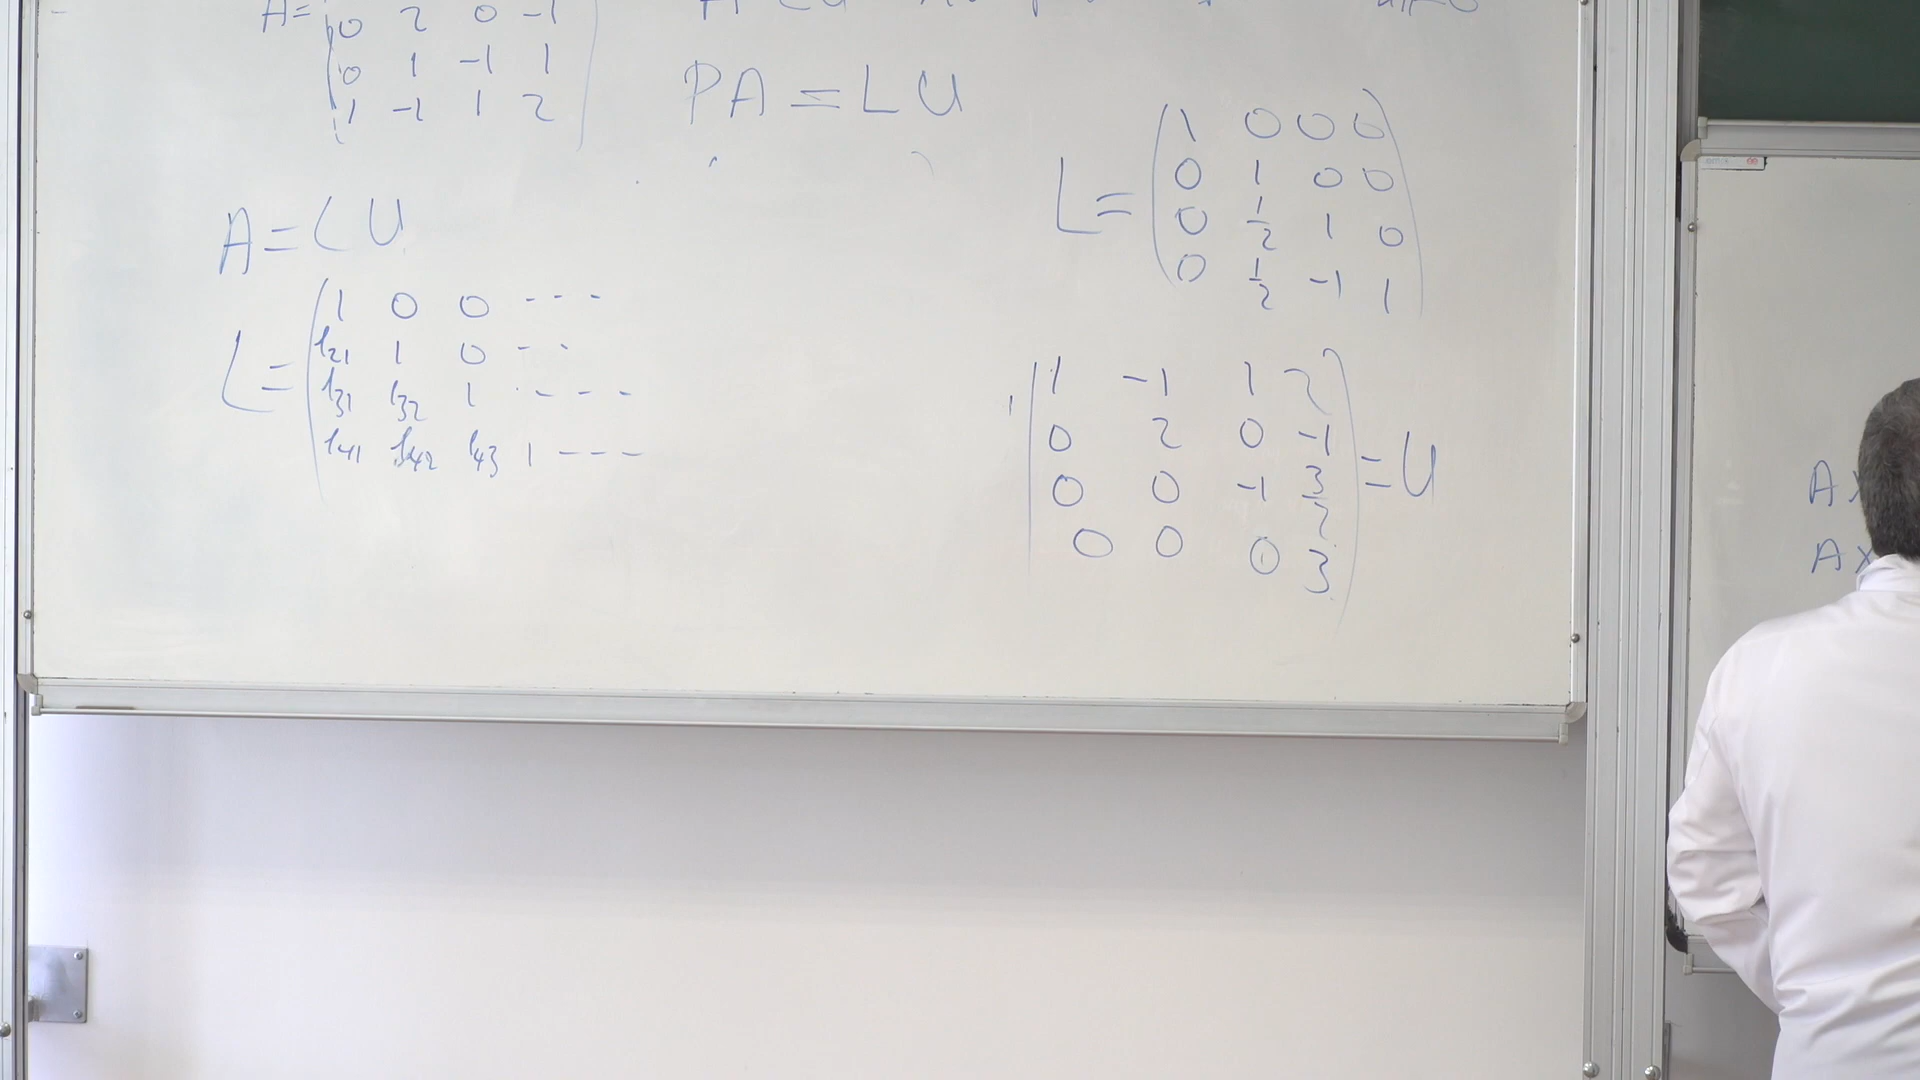 A =
0 2 0 -1
0 1 -1 1
1 -1 1 2
PA = LU
A = LU
L =
1 0 0 - - -
l21 1 0 - -
l31 l32 1 - - - -
l41 l42 l43 1 - - -
L =
1 0 0 0
0 1 0 0
0 1/2 1 0
0 1/2 -1 1
1 -1 1 2
0 2 0 -1
0 0 -1 3/2
0 0 0 3
= U
A
AX